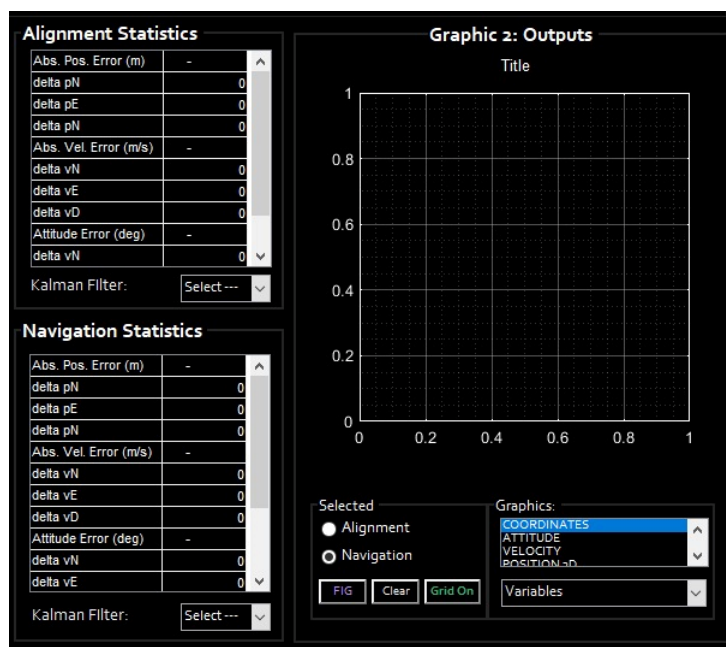 Alignment Statistics
Abs. Pos. Error (m) -
delta pN 0
delta pE 0
delta pN 0
Abs. Vel. Error (m/s) -
delta vN 0
delta vE 0
delta vD 0
Attitude Error (deg) -
delta vN 0
Kalman FIlter: Select ---
Navigation Statistics
Abs. Pos. Error (m) -
delta pN 0
delta pE 0
delta pN 0
Abs. Vel. Error (m/s) -
delta vN 0
delta vE 0
delta vD 0
Attitude Error (deg) -
delta vN 0
delta vE 0
Kalman FIlter: Select ---
Graphic 2: Outputs
Title
1
0.8
0.6
0.4
0.2
0
0 0.2 0.4 0.6 0.8 1
Selected
Alignment
Navigation
FIG Clear Grid On
Graphics:
COORDINATES
ATTITUDE
VELOCITY
POSITION 2D
Variables